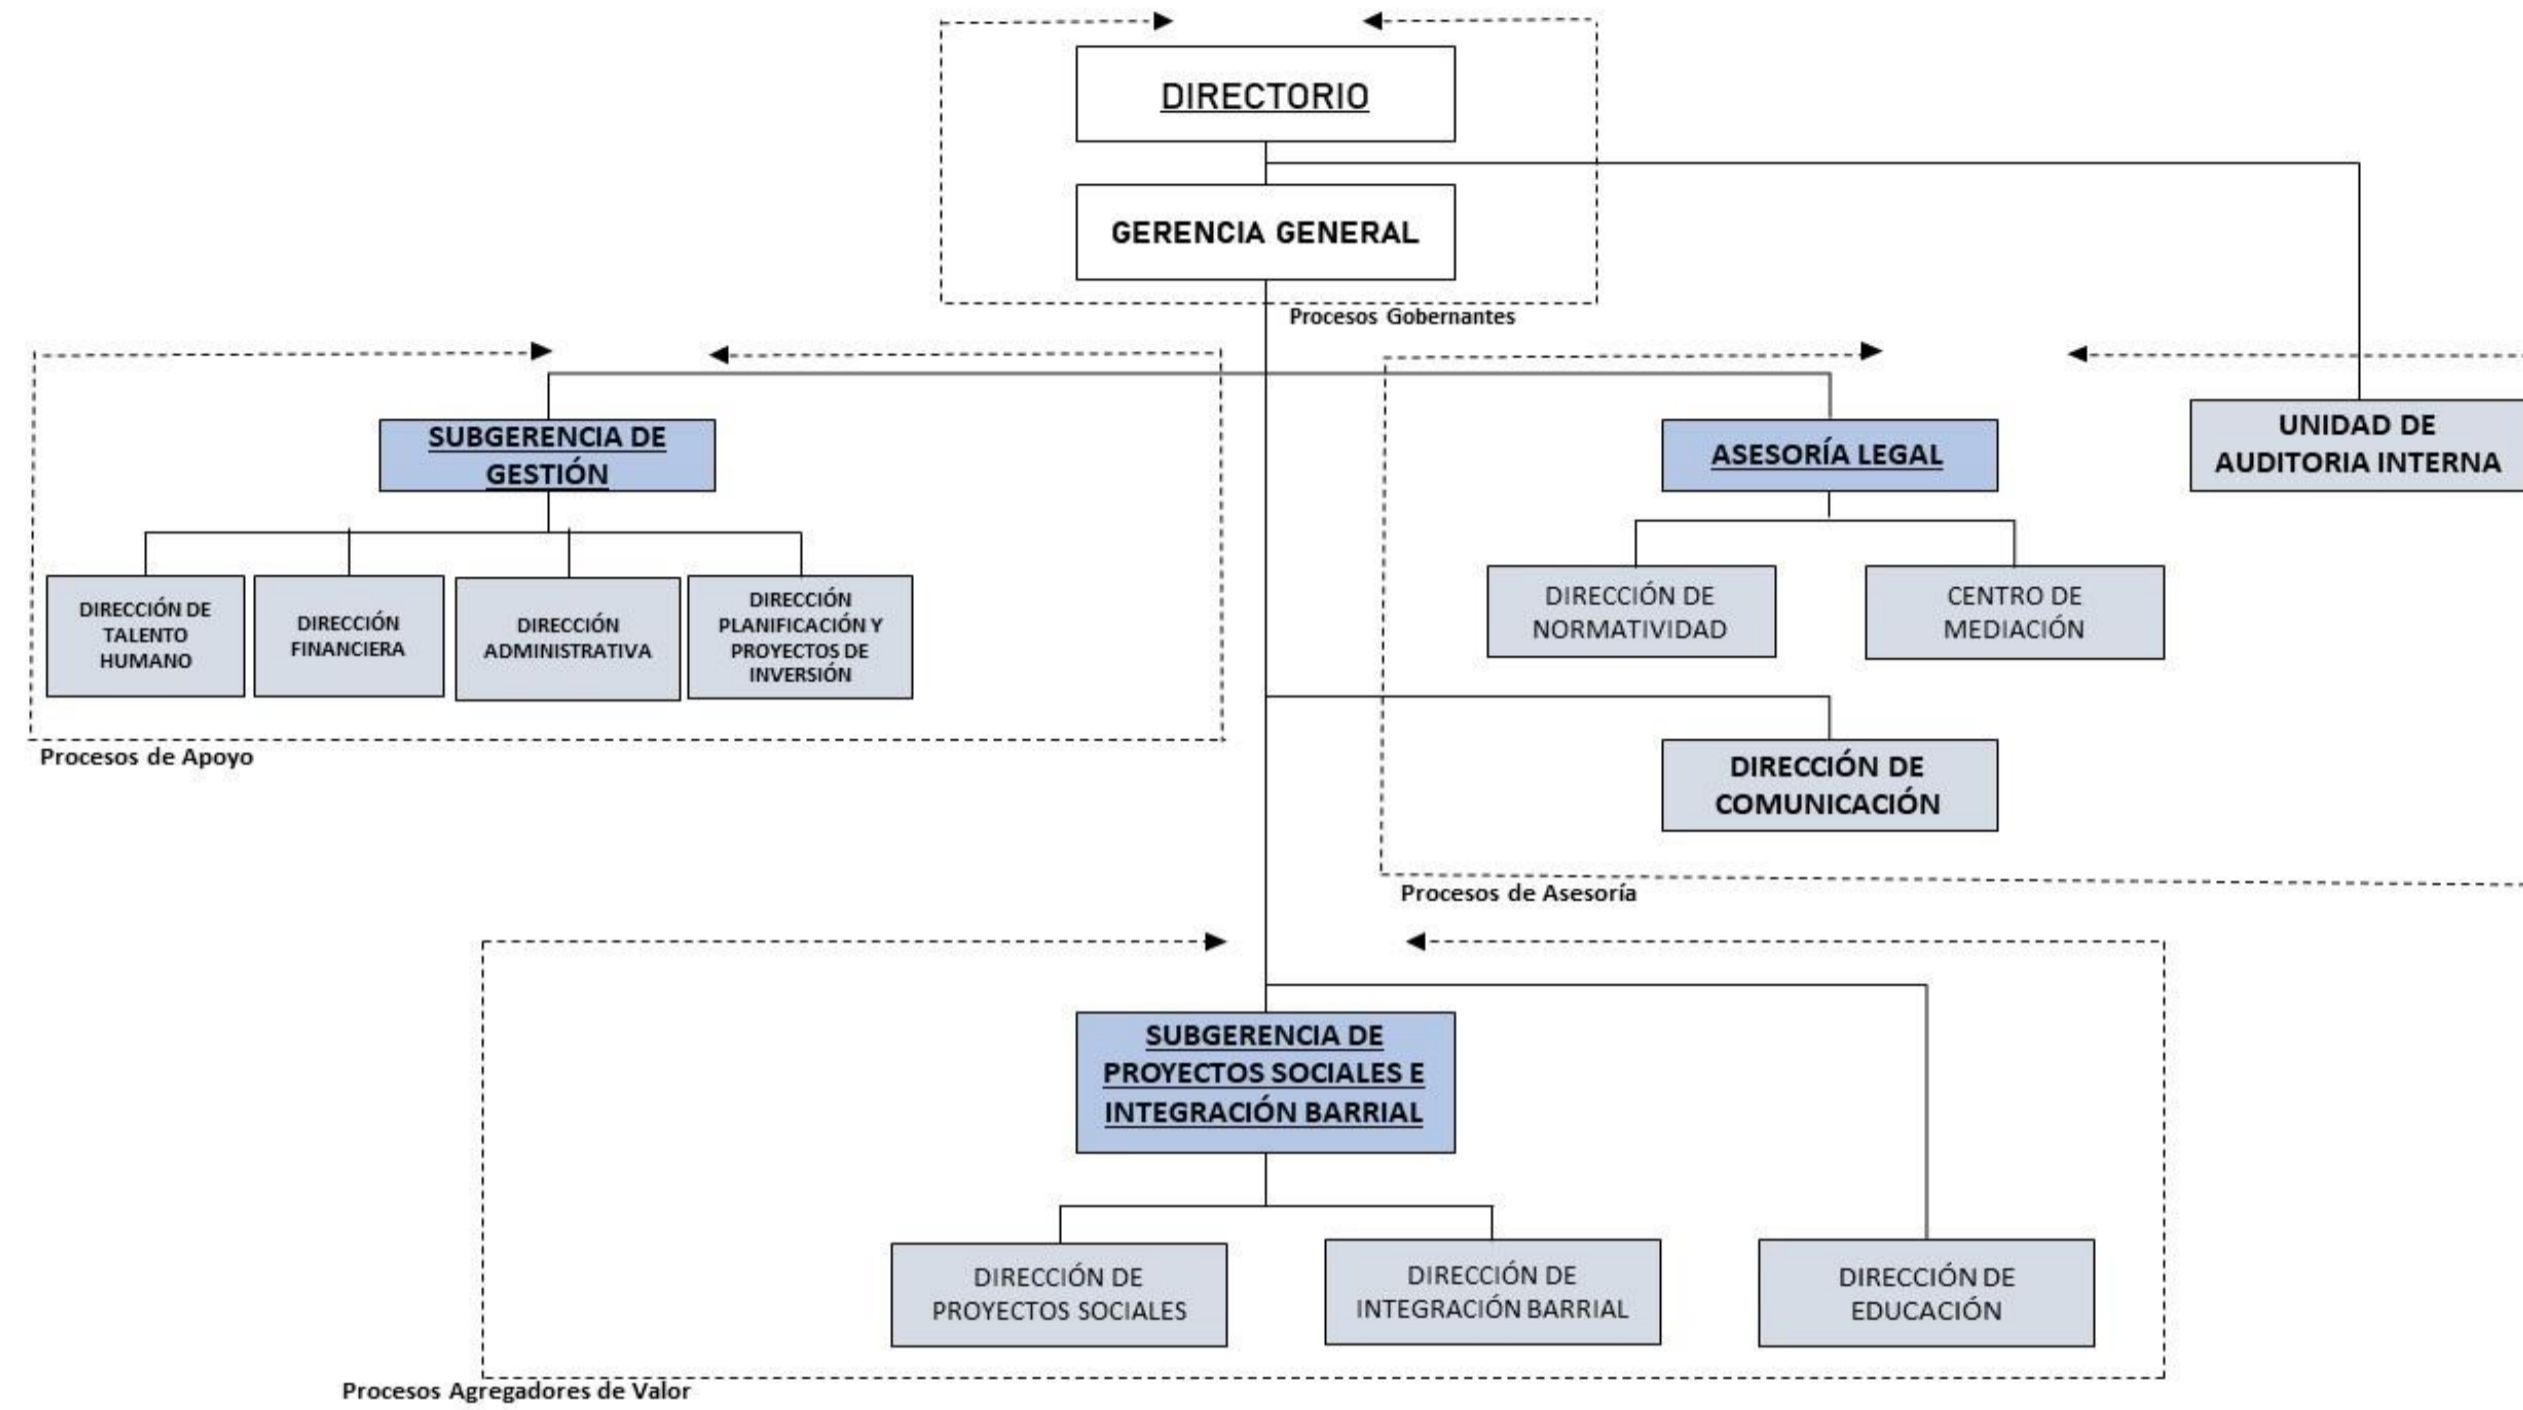 DIRECTORIO
GERENCIA GENERAL
Procesos Gobernantes
SUBGERENCIA DE
GESTIÓN
ASESORÍA LEGAL
UNIDAD DE
AUDITORIA INTERNA
DIRECCIÓN DE
TALENTO
HUMANO
DIRECCIÓN
FINANCIERA
DIRECCIÓN
ADMINISTRATIVA
DIRECCIÓN
PLANIFICACIÓN Y
PROYECTOS DE
INVERSIÓN
DIRECCIÓN DE
NORMATIVIDAD
CENTRO DE
MEDIACIÓN
Procesos de Apoyo
DIRECCIÓN DE
COMUNICACIÓN
Procesos de Asesoría
SUBGERENCIA DE
PROYECTOS SOCIALES E
INTEGRACIÓN BARRIAL
DIRECCIÓN DE
PROYECTOS SOCIALES
DIRECCIÓN DE
INTEGRACIÓN BARRIAL
DIRECCIÓN DE
EDUCACIÓN
Procesos Agregadores de Valor